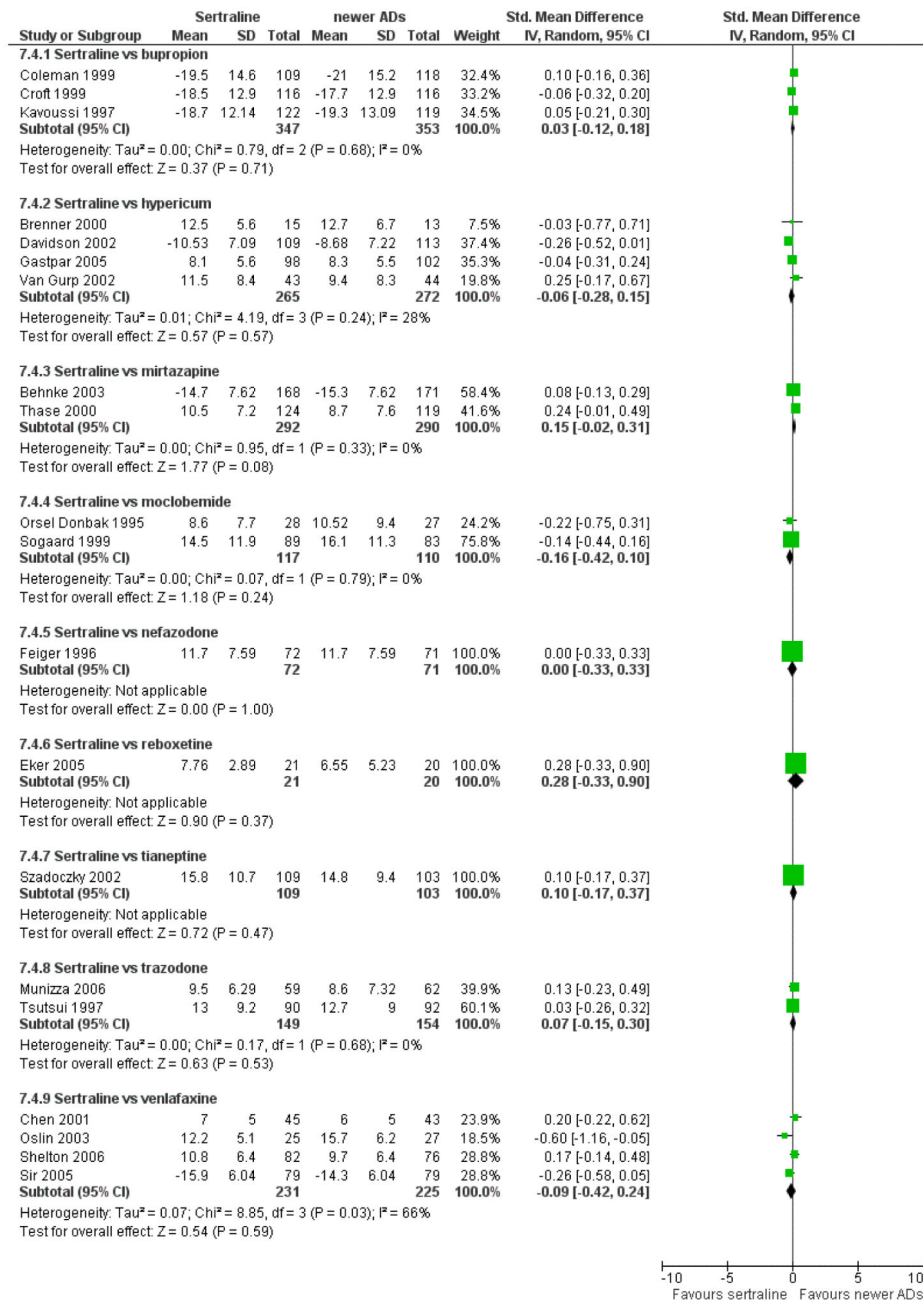 Sertraline newer ADs Std. Mean Difference Std. Mean Difference
Study or Subgroup Mean SD Total Mean SD Total Weight IV, Random, 95% CI IV, Random, 95% CI
7.4.1 Sertraline vs bupropion
Coleman 1999 -19.5 14.6 109 -21 15.2 118 32.4% 0.10 [-0.16, 0.36]
Croft 1999 -18.5 12.9 116 -17.7 12.9 116 33.2% -0.06 [-0.32, 0.20]
Kavoussi 1997 -18.7 12.14 122 -19.3 13.09 119 34.5% 0.05 [-0.21, 0.30]
Subtotal (95% CI) 347 353 100.0% 0.03 [-0.12, 0.18]
Heterogeneity: Tau² = 0.00; Chi² = 0.79, df = 2 (P = 0.68); I² = 0%
Test for overall effect: Z = 0.37 (P = 0.71)
7.4.2 Sertraline vs hypericum
Brenner 2000 12.5 5.6 15 12.7 6.7 13 7.5% -0.03 [-0.77, 0.71]
Davidson 2002 -10.53 7.09 109 -8.68 7.22 113 37.4% -0.26 [-0.52, 0.01]
Gastpar 2005 8.1 5.6 98 8.3 5.5 102 35.3% -0.04 [-0.31, 0.24]
Van Gurp 2002 11.5 8.4 43 9.4 8.3 44 19.8% 0.25 [-0.17, 0.67]
Subtotal (95% CI) 265 272 100.0% -0.06 [-0.28, 0.15]
Heterogeneity: Tau² = 0.01; Chi² = 4.19, df = 3 (P = 0.24); I² = 28%
Test for overall effect: Z = 0.57 (P = 0.57)
7.4.3 Sertraline vs mirtazapine
Behnke 2003 -14.7 7.62 168 -15.3 7.62 171 58.4% 0.08 [-0.13, 0.29]
Thase 2000 10.5 7.2 124 8.7 7.6 119 41.6% 0.24 [-0.01, 0.49]
Subtotal (95% CI) 292 290 100.0% 0.15 [-0.02, 0.31]
Heterogeneity: Tau² = 0.00; Chi² = 0.95, df = 1 (P = 0.33); I² = 0%
Test for overall effect: Z = 1.77 (P = 0.08)
7.4.4 Sertraline vs moclobemide
Orsel Donbak 1995 8.6 7.7 28 10.52 9.4 27 24.2% -0.22 [-0.75, 0.31]
Sogaard 1999 14.5 11.9 89 16.1 11.3 83 75.8% -0.14 [-0.44, 0.16]
Subtotal (95% CI) 117 110 100.0% -0.16 [-0.42, 0.10]
Heterogeneity: Tau² = 0.00; Chi² = 0.07, df = 1 (P = 0.79); I² = 0%
Test for overall effect: Z = 1.18 (P = 0.24)
7.4.5 Sertraline vs nefazodone
Feiger 1996 11.7 7.59 72 11.7 7.59 71 100.0% 0.00 [-0.33, 0.33]
Subtotal (95% CI) 72 71 100.0% 0.00 [-0.33, 0.33]
Heterogeneity: Not applicable
Test for overall effect: Z = 0.00 (P = 1.00)
7.4.6 Sertraline vs reboxetine
Eker 2005 7.76 2.89 21 6.55 5.23 20 100.0% 0.28 [-0.33, 0.90]
Subtotal (95% CI) 21 20 100.0% 0.28 [-0.33, 0.90]
Heterogeneity: Not applicable
Test for overall effect: Z = 0.90 (P = 0.37)
7.4.7 Sertraline vs tianeptine
Szadoczky 2002 15.8 10.7 109 14.8 9.4 103 100.0% 0.10 [-0.17, 0.37]
Subtotal (95% CI) 109 103 100.0% 0.10 [-0.17, 0.37]
Heterogeneity: Not applicable
Test for overall effect: Z = 0.72 (P = 0.47)
7.4.8 Sertraline vs trazodone
Munizza 2006 9.5 6.29 59 8.6 7.32 62 39.9% 0.13 [-0.23, 0.49]
Tsutsui 1997 13 9.2 90 12.7 9 92 60.1% 0.03 [-0.26, 0.32]
Subtotal (95% CI) 149 154 100.0% 0.07 [-0.15, 0.30]
Heterogeneity: Tau² = 0.00; Chi² = 0.17, df = 1 (P = 0.68); I² = 0%
Test for overall effect: Z = 0.63 (P = 0.53)
7.4.9 Sertraline vs venlafaxine
Chen 2001 7 5 45 6 5 43 23.9% 0.20 [-0.22, 0.62]
Oslin 2003 12.2 5.1 25 15.7 6.2 27 18.5% -0.60 [-1.16, -0.05]
Shelton 2006 10.8 6.4 82 9.7 6.4 76 28.8% 0.17 [-0.14, 0.48]
Sir 2005 -15.9 6.04 79 -14.3 6.04 79 28.8% -0.26 [-0.58, 0.05]
Subtotal (95% CI) 231 225 100.0% -0.09 [-0.42, 0.24]
Heterogeneity: Tau² = 0.07; Chi² = 8.85, df = 3 (P = 0.03); I² = 66%
Test for overall effect: Z = 0.54 (P = 0.59)
-10 -5 0 5 10
Favours sertraline Favours newer ADs